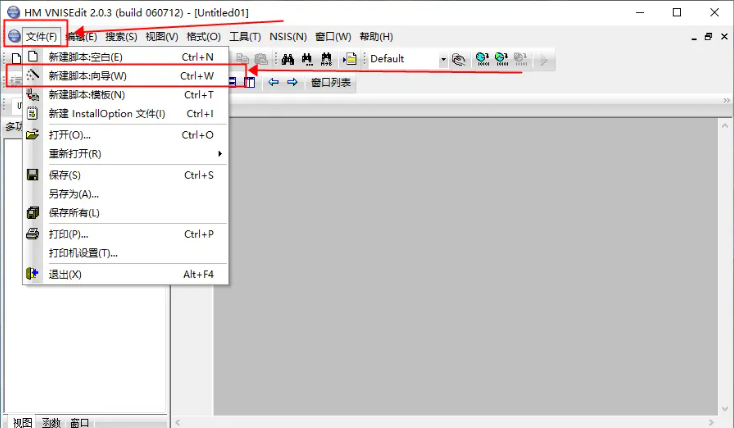 HM VNISEdit 2.0.3 (build 060712) - [Untitled01]
文件(F) 编辑(E) 搜索(S) 视图(V) 格式(O) 工具(T) NSIS(N) 窗口(W) 帮助(H)
新建脚本:空白(E) Ctrl+N
Default
新建脚本:向导(W) Ctrl+W
窗口列表
新建脚本:模板(N) Ctrl+T
新建 InstallOption 文件(I) Ctrl+I
打开(O)... Ctrl+O
重新打开(R)
保存(S) Ctrl+S
另存为(A)...
保存所有(L)
打印(P)... Ctrl+P
打印机设置(T)...
退出(X) Alt+F4
视图 函数 窗口